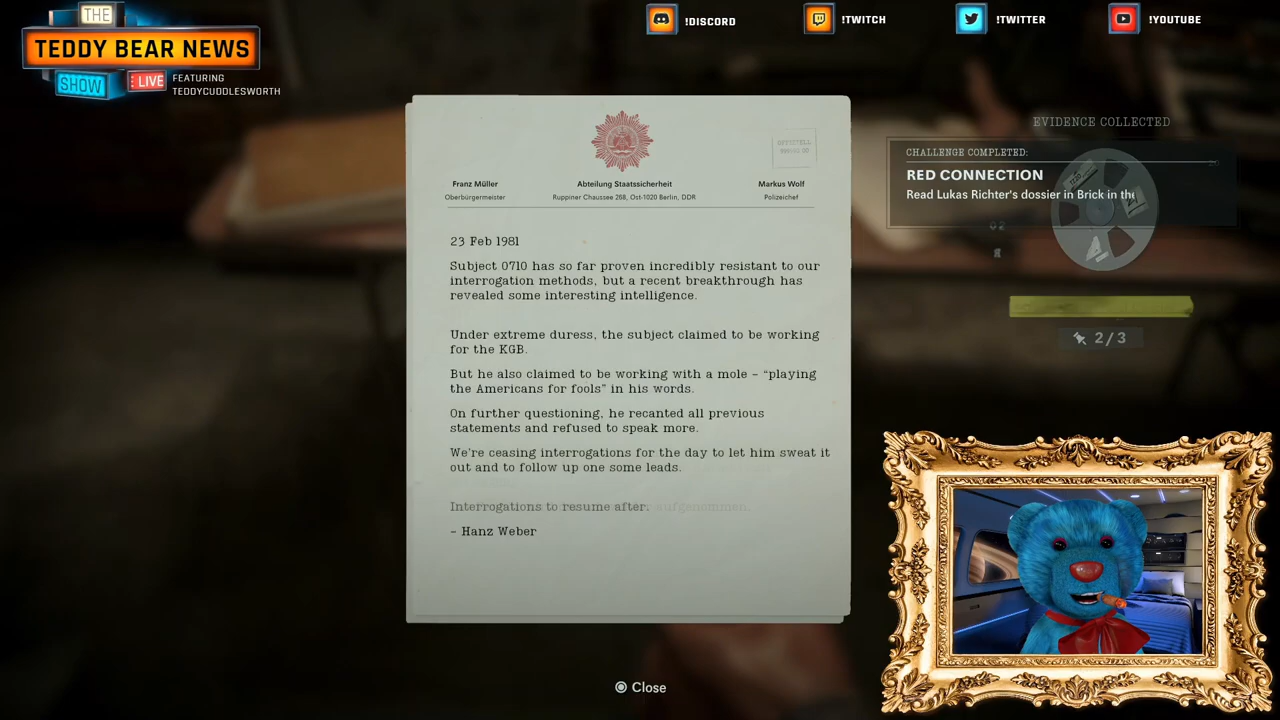 THE
TEDDY BEAR NEWS
SHOW
LIVE
FEATURING
TEDDYCUDDLESWORTH
!DISCORD
!TWITCH
!TWITTER
!YOUTUBE
Franz Müller
Oberbürgermeister
Abteilung Staatssicherheit
Ruppiner Chaussee 268, Ost-1020 Berlin, DDR
Markus Wolf
Polizeichef
23 Feb 1981
Subject 0710 has so far proven incredibly resistant to our
interrogation methods, but a recent breakthrough has
revealed some interesting intelligence.
Under extreme duress, the subject claimed to be working
for the KGB.
But he also claimed to be working with a mole – “playing
the Americans for fools” in his words.
On further questioning, he recanted all previous
statements and refused to speak more.
We're ceasing interrogations for the day to let him sweat it
out and to follow up one some leads.
Interrogations to resume after. aufgenommen.
– Hanz Weber
EVIDENCE COLLECTED
CHALLENGE COMPLETED:
RED CONNECTION
Read Lukas Richter's dossier in Brick in the
2/3
Close